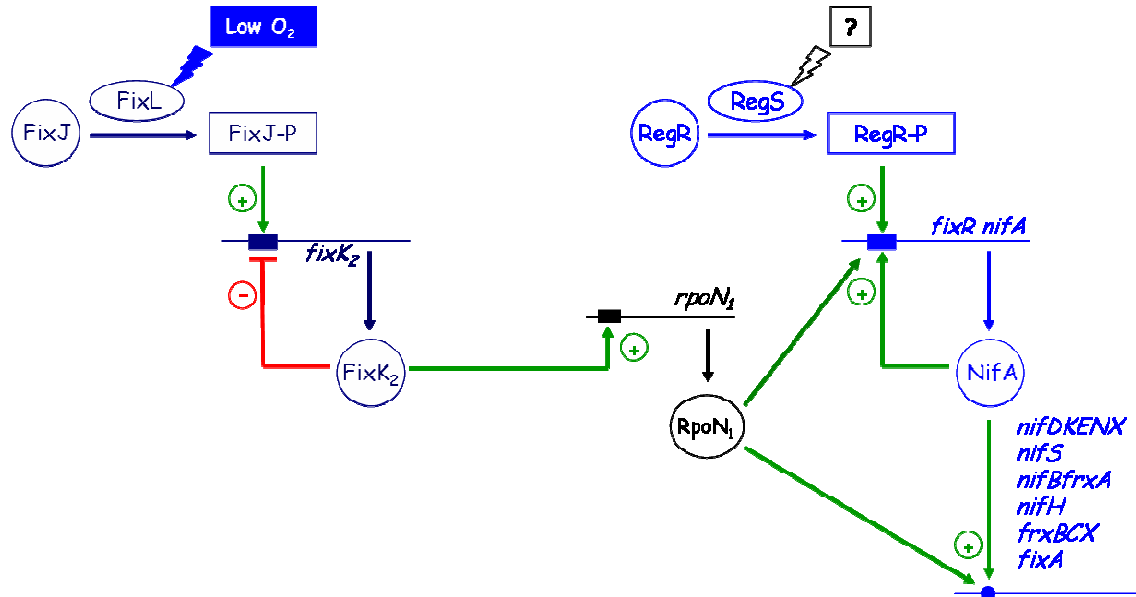 Low O₂
?
FixL
RegS
FixJ
FixJ-P
RegR
RegR-P
+
+
fixK₂
fixR nifA
-
+
rpoN₁
+
FixK₂
NifA
RpoN₁
nifDKENX
nifS
nifBfrxA
nifH
frxBCX
+
fixA